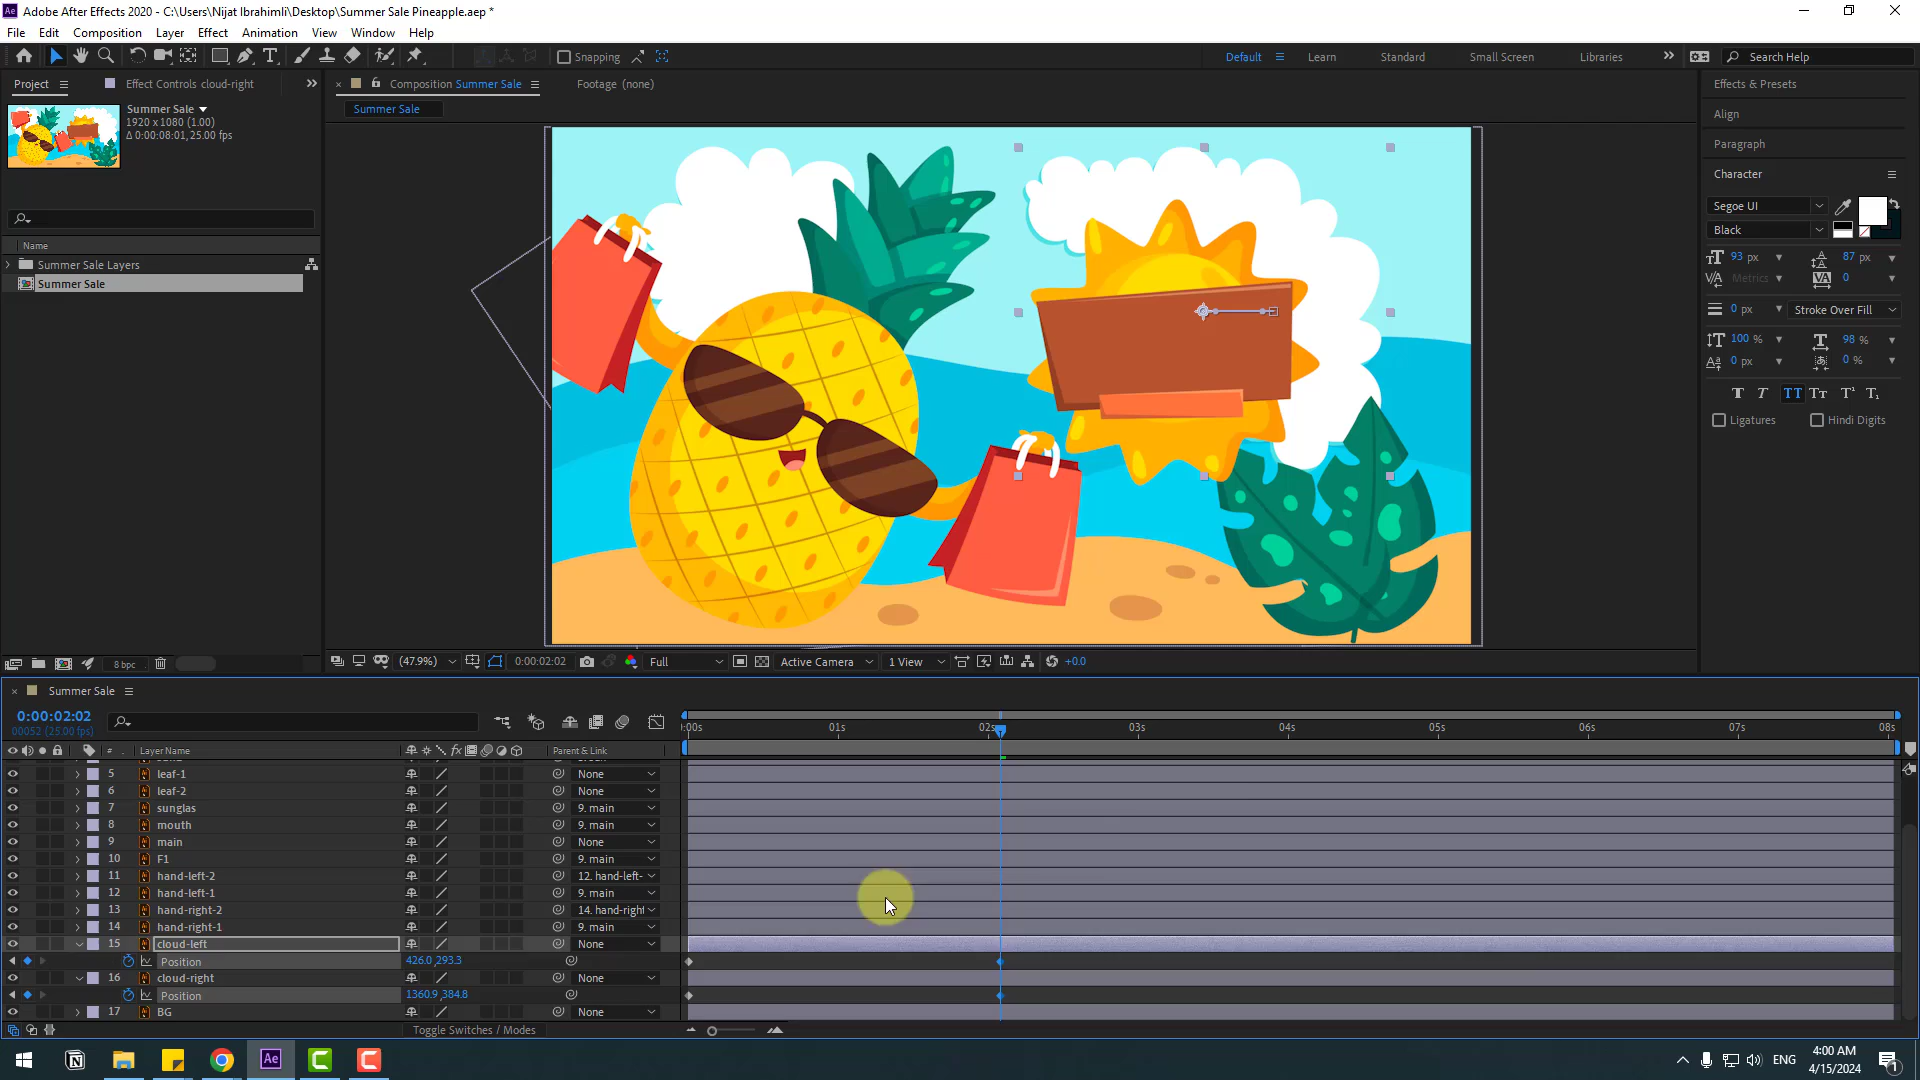 Adobe After Effects 2020 - C:\Users\Nijat Ibrahimli\Desktop\Summer Sale Pineapple.aep *
File Edit Composition Layer Effect Animation View Window Help
Snapping
Default Learn Standard Small Screen Libraries
Search Help
Project
Effect Controls cloud-right
Composition Summer Sale
Footage (none)
Effects & Presets
Summer Sale
1920 x 1080 (1.00)
Δ 0:00:08:01, 25.00 fps
Summer Sale
Align
Paragraph
Character
Segoe UI
Black
93 px
87 px
Metrics
0
0 px
Stroke Over Fill
100 %
98 %
0 px
0 %
Ligatures
Hindi Digits
Name
Summer Sale Layers
Summer Sale
8 bpc
(47.9%)
0:00:02:02
Full
Active Camera
1 View
+0.0
Summer Sale
0:00:02:02
00052 (25.00 fps)
:00s 01s 02s 03s 04s 05s 06s 07s 08s
# Layer Name
Parent & Link
5 leaf-1 None
6 leaf-2 None
7 sunglas 9. main
8 mouth 9. main
9 main None
10 F1 9. main
11 hand-left-2 12. hand-left-
12 hand-left-1 9. main
13 hand-right-2 14. hand-right
14 hand-right-1 9. main
15 cloud-left None
Position 426.0,293.3
16 cloud-right None
Position 1360.9,384.8
17 BG None
Toggle Switches / Modes
ENG
4:00 AM
4/15/2024
1